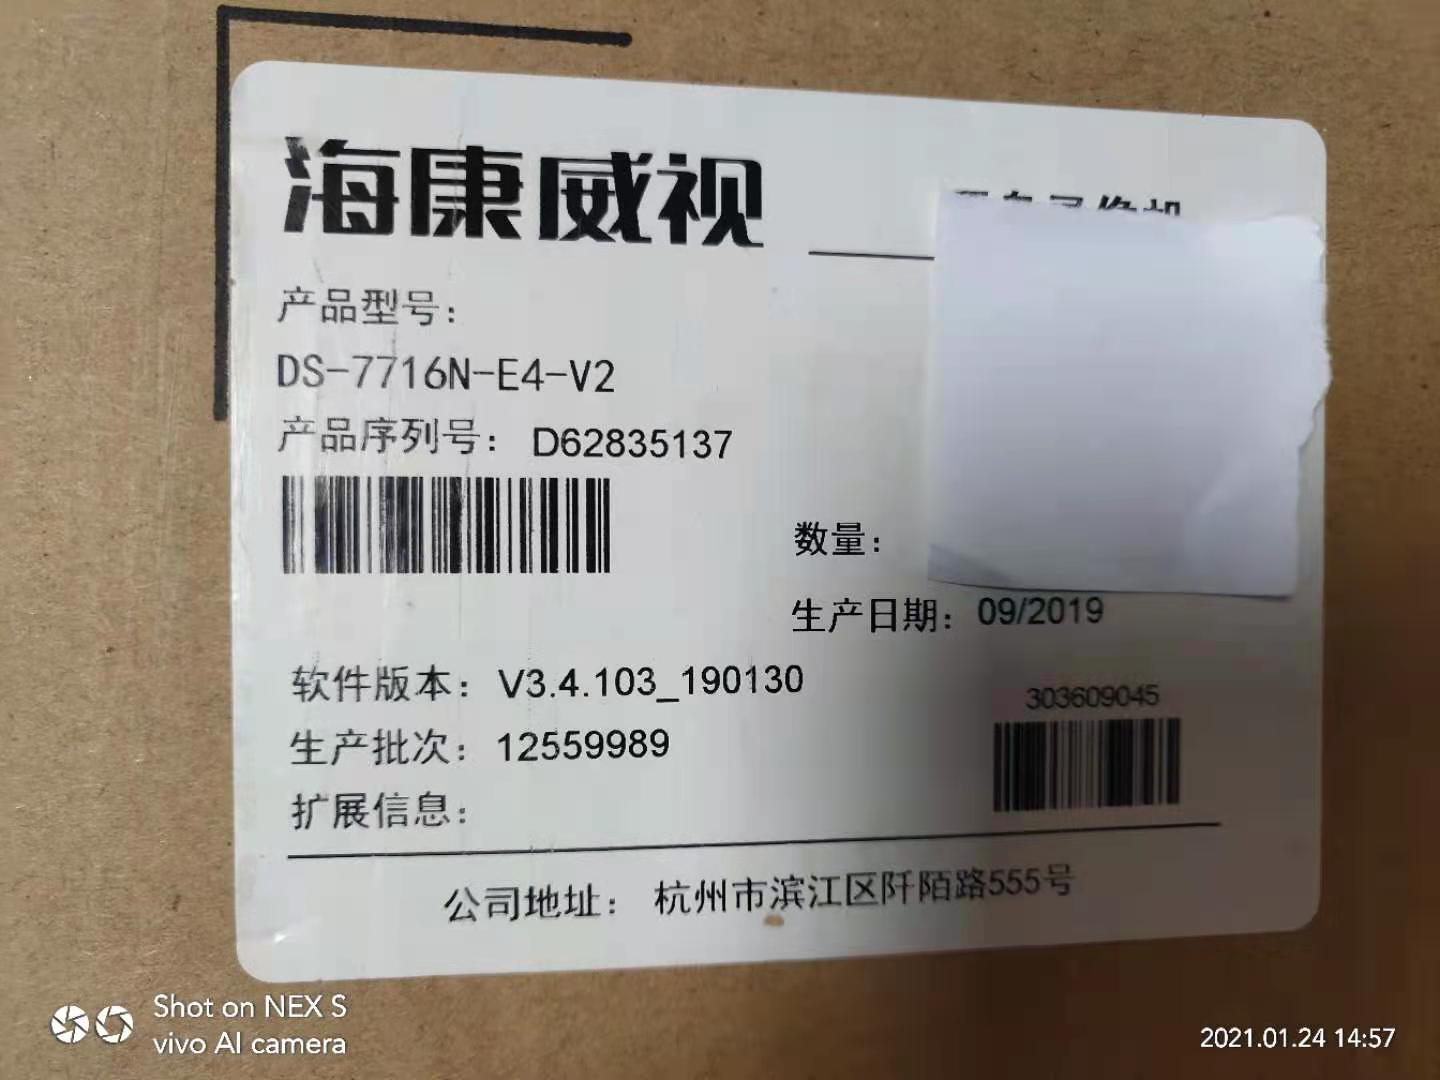 海康威视
产品型号：
DS-7716N-E4-V2
产品序列号： D62835137
数量：
生产日期： 09/2019
软件版本： V3.4.103_190130
303609045
生产批次： 12559989
扩展信息：
公司地址： 杭州市滨江区阡陌路555号
Shot on NEX S
vivo AI camera
2021.01.24 14:57